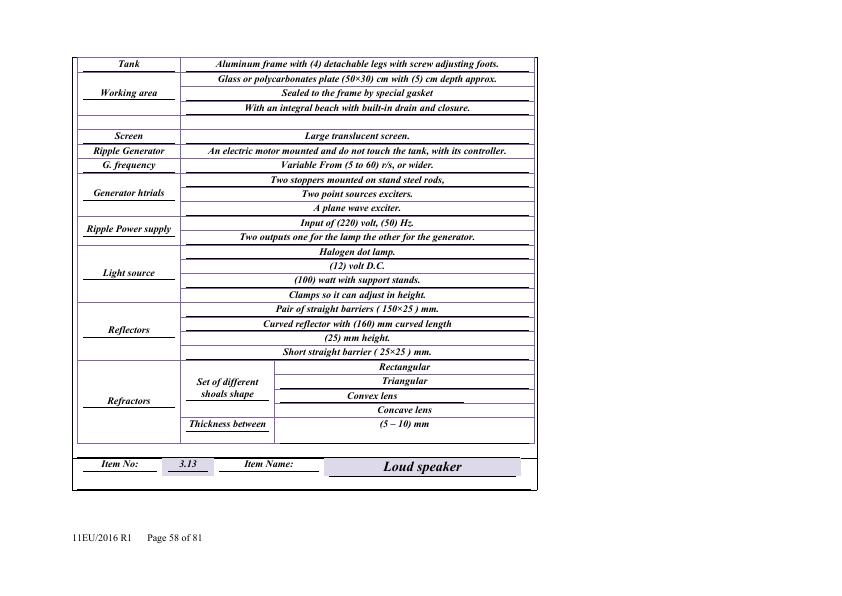 Tank
Aluminum frame with (4) detachable legs with screw adjusting foots.
Working area
Glass or polycarbonates plate (50×30) cm with (5) cm depth approx.
Sealed to the frame by special gasket
With an integral beach with built-in drain and closure.
Screen
Large translucent screen.
Ripple Generator
An electric motor mounted and do not touch the tank, with its controller.
G. frequency
Variable From (5 to 60) r/s, or wider.
Generator htrials
Two stoppers mounted on stand steel rods,
Two point sources exciters.
A plane wave exciter.
Ripple Power supply
Input of (220) volt, (50) Hz.
Two outputs one for the lamp the other for the generator.
Light source
Halogen dot lamp.
(12) volt D.C.
(100) watt with support stands.
Clamps so it can adjust in height.
Reflectors
Pair of straight barriers ( 150×25 ) mm.
Curved reflector with (160) mm curved length
(25) mm height.
Short straight barrier ( 25×25 ) mm.
Refractors
Set of different
shoals shape
Rectangular
Triangular
Convex lens
Concave lens
Thickness between
(5 – 10) mm
Item No:
3.13
Item Name:
Loud speaker
11EU/2016 R1 Page 58 of 81